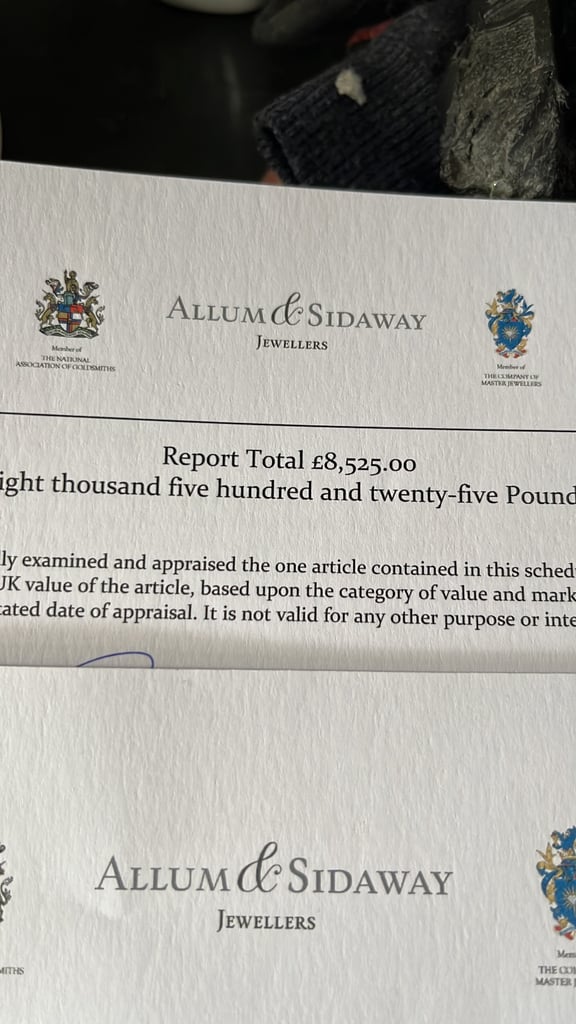 ALLUM & SIDAWAY
JEWELLERS
Member of
THE NATIONAL
ASSOCIATION OF GOLDSMITHS
Member of
THE COMPANY OF
MASTER JEWELLERS
Report Total £8,525.00
ight thousand five hundred and twenty-five Pound
ly examined and appraised the one article contained in this sched
UK value of the article, based upon the category of value and mark
ated date of appraisal. It is not valid for any other purpose or inte
ALLUM & SIDAWAY
JEWELLERS
MITHS
Mem
THE CO
MASTER J